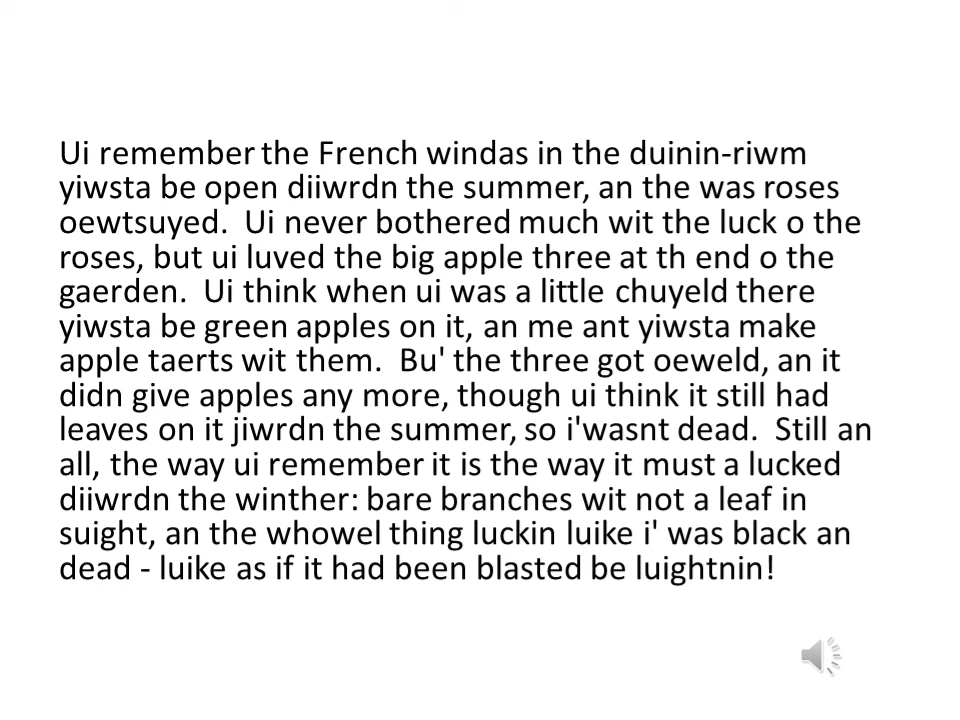 Ui remember the French windas in the duinin-riwm
yiwsta be open diiwrdn the summer, an the was roses
oewtsuyed.  Ui never bothered much wit the luck o the
roses, but ui luved the big apple three at th end o the
gaerden.  Ui think when ui was a little chuyeld there
yiwsta be green apples on it, an me ant yiwsta make
apple taerts wit them.  Bu' the three got oeweld, an it
didn give apples any more, though ui think it still had
leaves on it jiwrdn the summer, so i'wasnt dead.  Still an
all, the way ui remember it is the way it must a lucked
diiwrdn the winther: bare branches wit not a leaf in
suight, an the whowel thing luckin luike i' was black an
dead - luike as if it had been blasted be luightnin!